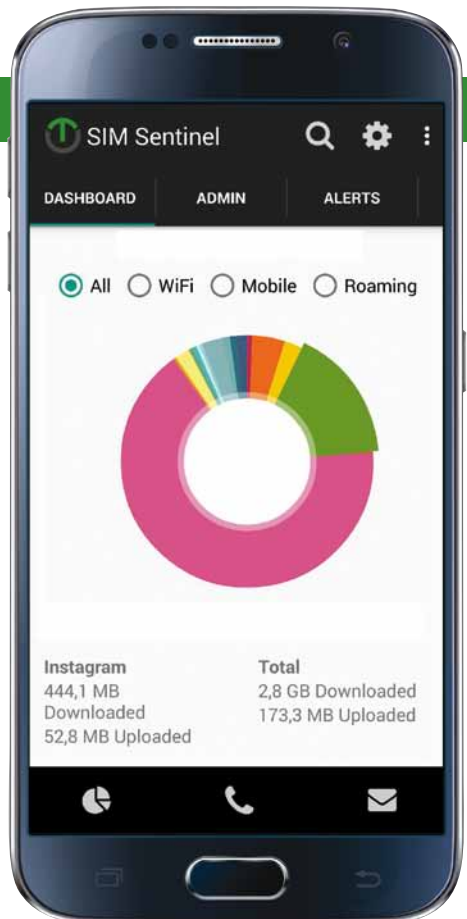 SIM Sentinel
DASHBOARD
ADMIN
ALERTS
All
WiFi
Mobile
Roaming
Instagram
444,1 MB
Downloaded
52,8 MB Uploaded
Total
2,8 GB Downloaded
173,3 MB Uploaded